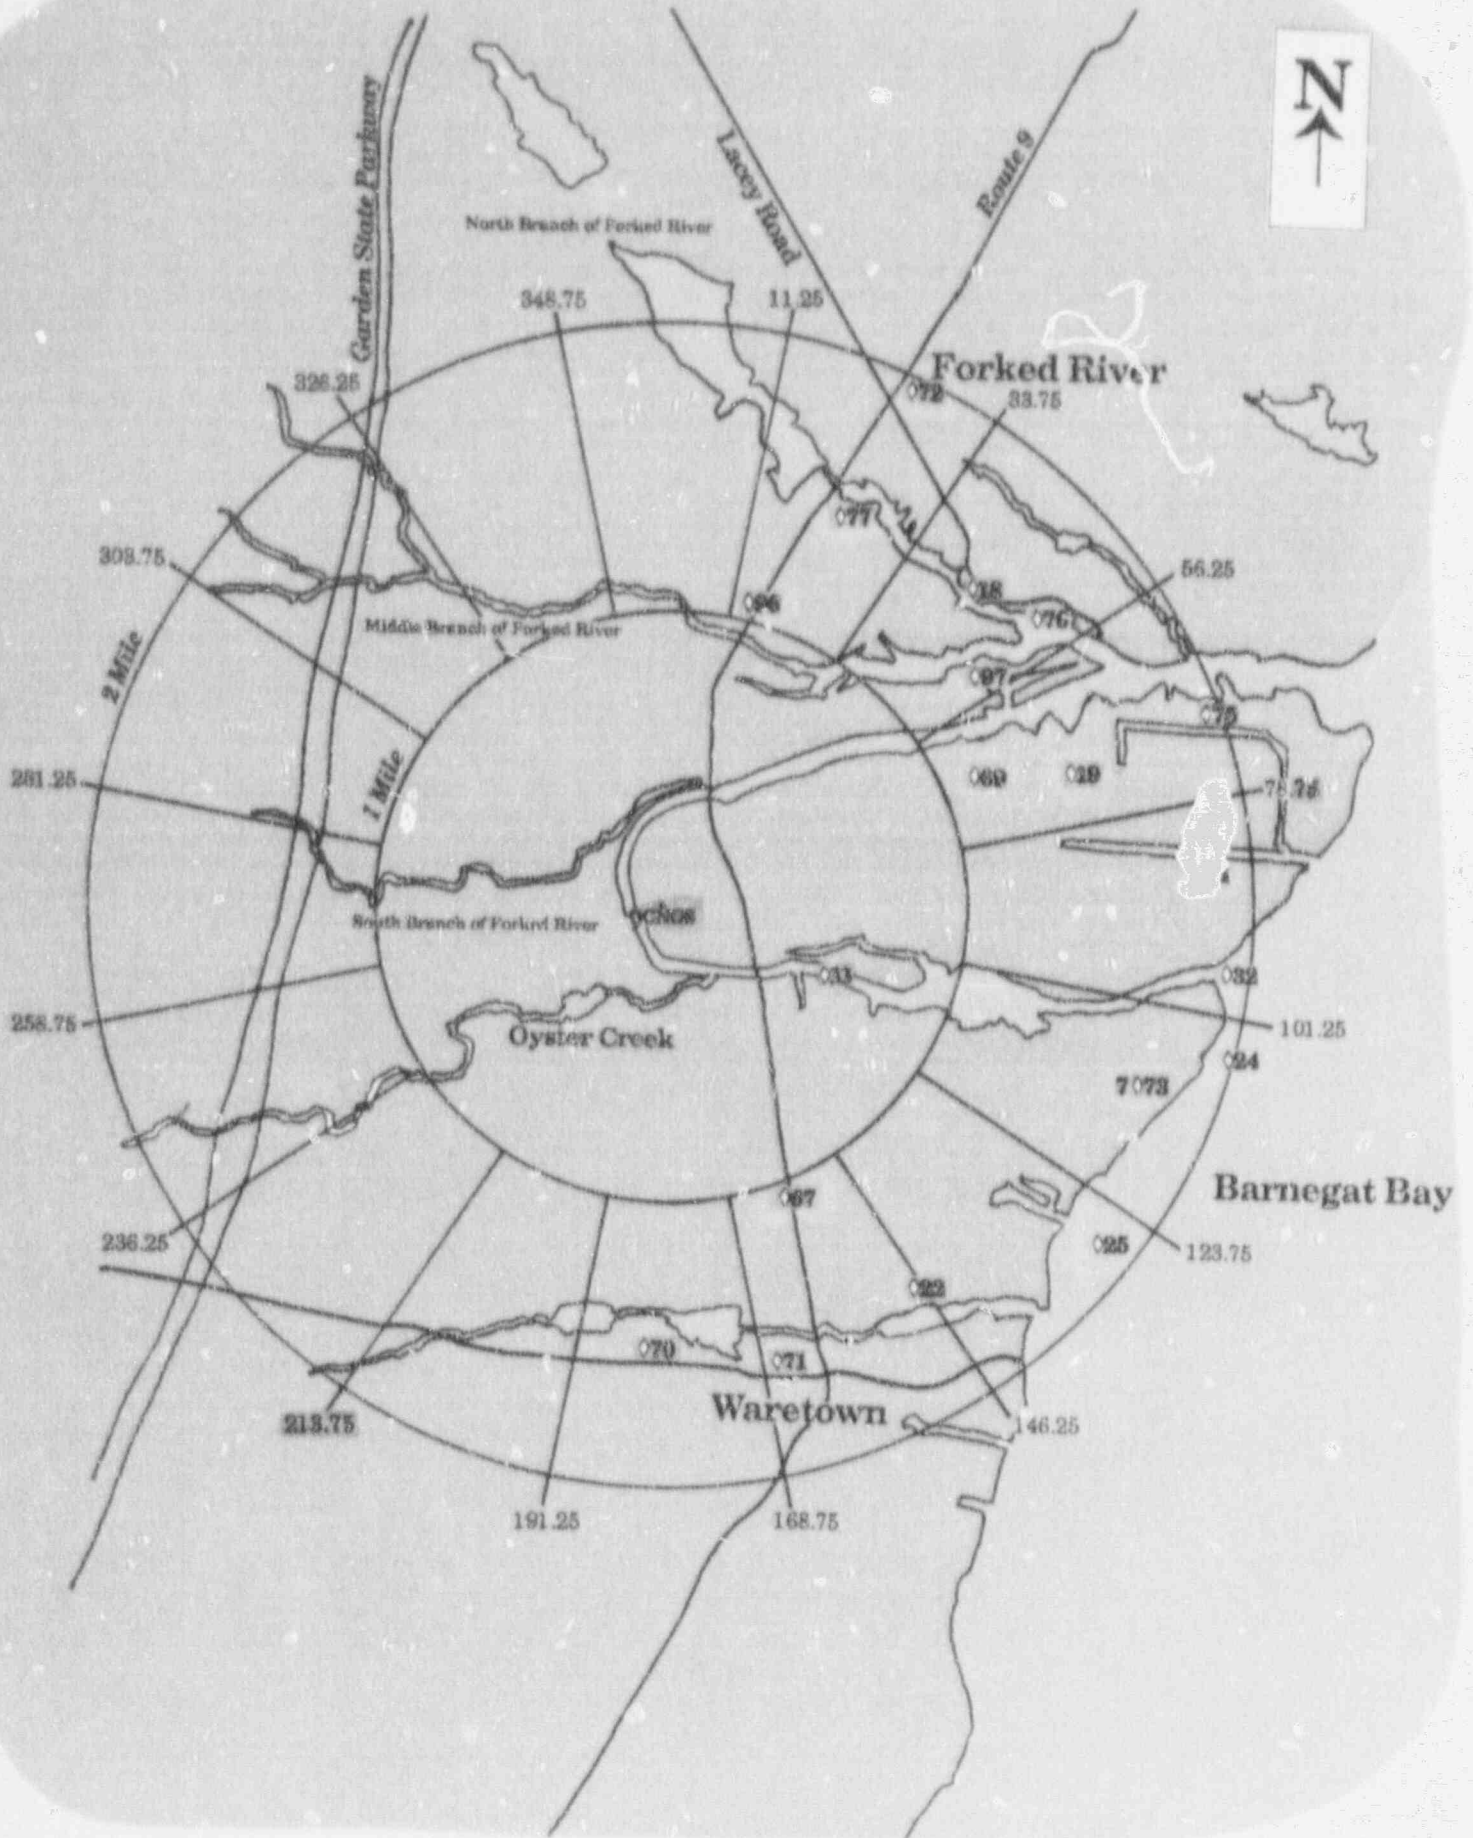 N
Garden State Parkway
Lacey Road
Route 9
North Branch of Forked River
348.75
11.25
Forked River
72
326.25
33.75
77
303.75
56.25
18
96
76
Middle Branch of Forked River
2 Mile
97
75
1 Mile
281.25
69
19
South Branch of Forked River
OCNGS
33
32
258.75
101.25
Oyster Creek
24
73
Barnegat Bay
67
236.25
25
123.75
22
70
71
Waretown
213.75
146.25
191.25
168.75